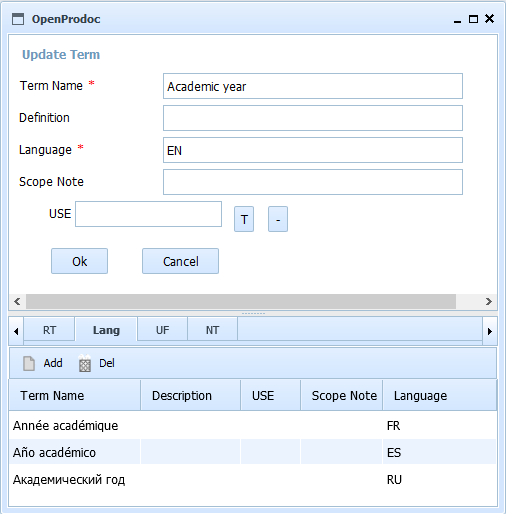 OpenProdoc
Update Term
Term Name *
Academic year
Definition
Language *
EN
Scope Note
USE
T
-
Ok
Cancel
RT
Lang
UF
NT
Add
Del
Term Name Description USE Scope Note Language
Année académique FR
Año académico ES
Академический год RU